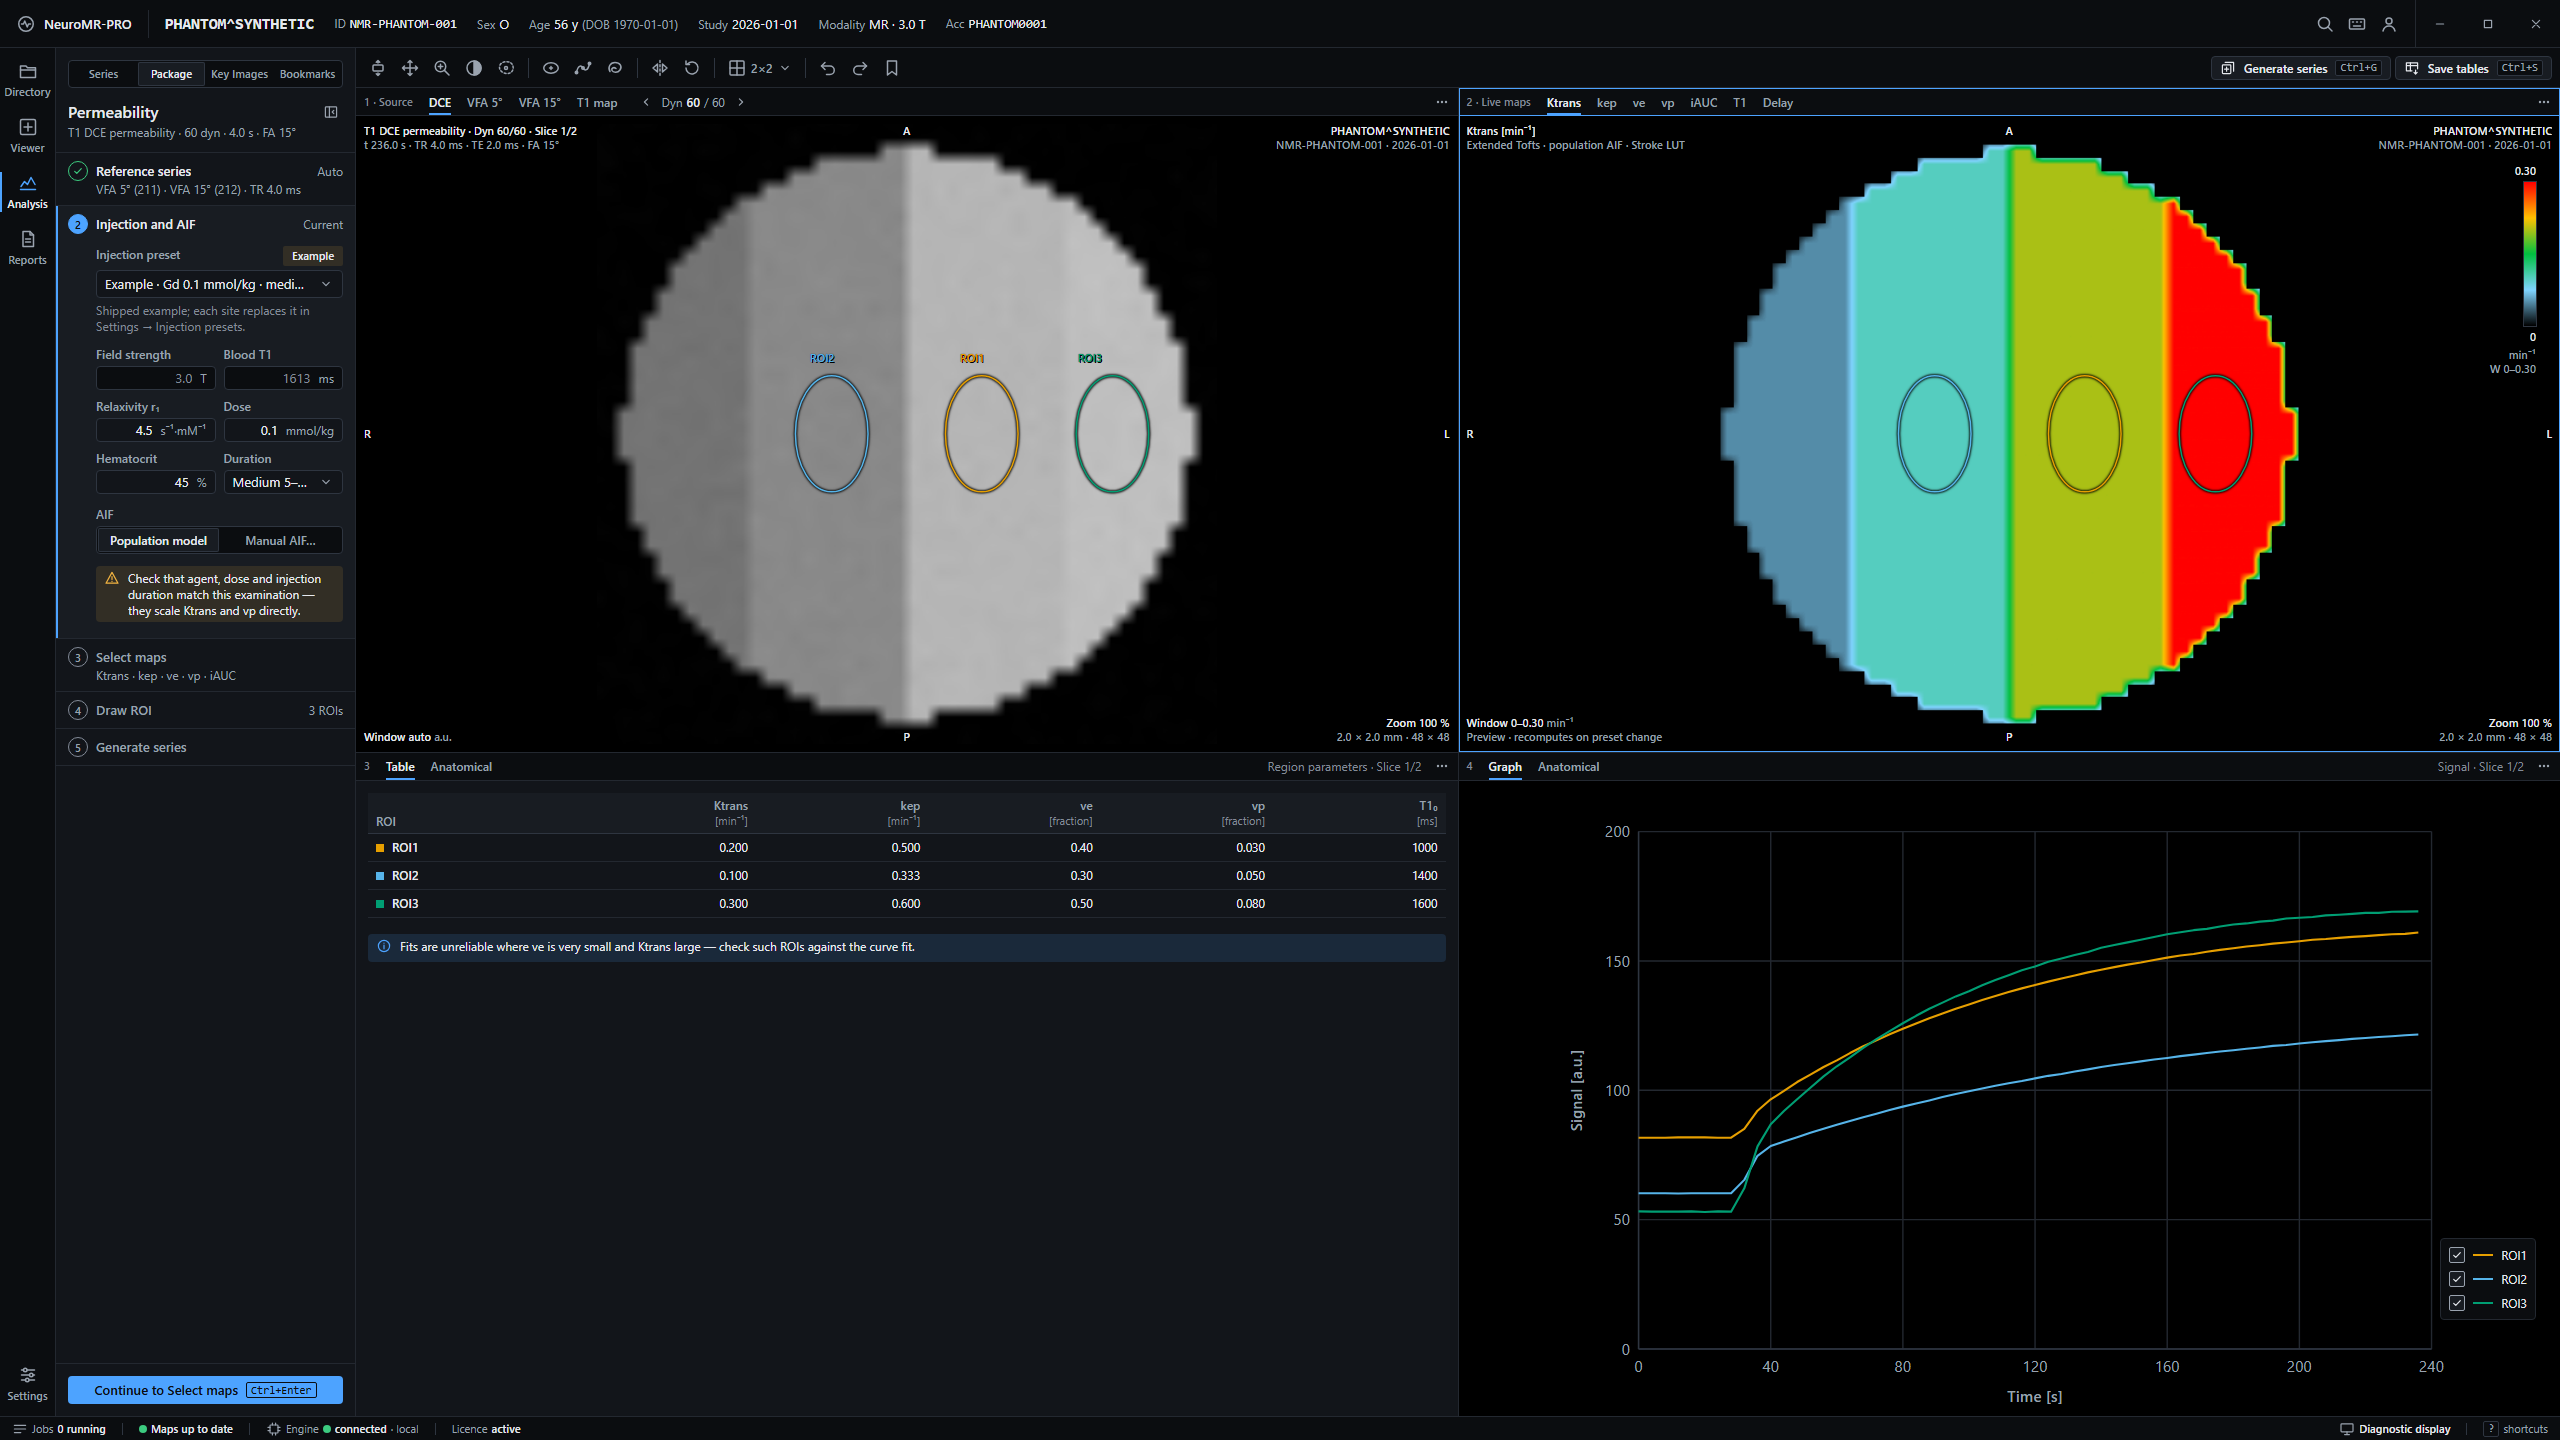 NeuroMR-PRO
PHANTOM^SYNTHETIC
ID NMR-PHANTOM-001
Sex O
Age 56 y (DOB 1970-01-01)
Study 2026-01-01
Modality MR · 3.0 T
Acc PHANTOM0001
Directory
Viewer
Analysis
Reports
Settings
Series Package Key Images Bookmarks
Permeability
T1 DCE permeability · 60 dyn · 4.0 s · FA 15°
Reference series Auto
VFA 5° (211) · VFA 15° (212) · TR 4.0 ms
2 Injection and AIF Current
Injection preset Example
Example · Gd 0.1 mmol/kg · medi...
Shipped example; each site replaces it in
Settings → Injection presets.
Field strength Blood T1
3.0 T 1613 ms
Relaxivity r₁ Dose
4.5 s⁻¹·mM⁻¹ 0.1 mmol/kg
Hematocrit Duration
45 % Medium 5–...
AIF
Population model Manual AIF...
Check that agent, dose and injection
duration match this examination —
they scale Ktrans and vp directly.
3 Select maps
Ktrans · kep · ve · vp · iAUC
4 Draw ROI 3 ROIs
5 Generate series
Continue to Select maps Ctrl+Enter
2×2
Generate series Ctrl+G
Save tables Ctrl+S
1 · Source DCE VFA 5° VFA 15° T1 map ‹ Dyn 60 / 60 › ···
T1 DCE permeability · Dyn 60/60 · Slice 1/2
t 236.0 s · TR 4.0 ms · TE 2.0 ms · FA 15°
A
PHANTOM^SYNTHETIC
NMR-PHANTOM-001 · 2026-01-01
ROI2 ROI1 ROI3
R L
Window auto a.u.
P
Zoom 100 %
2.0 × 2.0 mm · 48 × 48
2 · Live maps Ktrans kep ve vp iAUC T1 Delay ···
Ktrans [min⁻¹]
Extended Tofts · population AIF · Stroke LUT
A
PHANTOM^SYNTHETIC
NMR-PHANTOM-001 · 2026-01-01
0.30
0
min⁻¹
W 0–0.30
R L
Window 0–0.30 min⁻¹
Preview · recomputes on preset change
P
Zoom 100 %
2.0 × 2.0 mm · 48 × 48
3 Table Anatomical Region parameters · Slice 1/2 ···
Ktrans kep ve vp T1₀
ROI [min⁻¹] [min⁻¹] [fraction] [fraction] [ms]
ROI1 0.200 0.500 0.40 0.030 1000
ROI2 0.100 0.333 0.30 0.050 1400
ROI3 0.300 0.600 0.50 0.080 1600
Fits are unreliable where ve is very small and Ktrans large — check such ROIs against the curve fit.
4 Graph Anatomical Signal · Slice 1/2 ···
200
150
100
50
0
Signal [a.u.]
0 40 80 120 160 200 240
Time [s]
ROI1
ROI2
ROI3
Jobs 0 running
Maps up to date
Engine connected · local
Licence active
Diagnostic display
? shortcuts